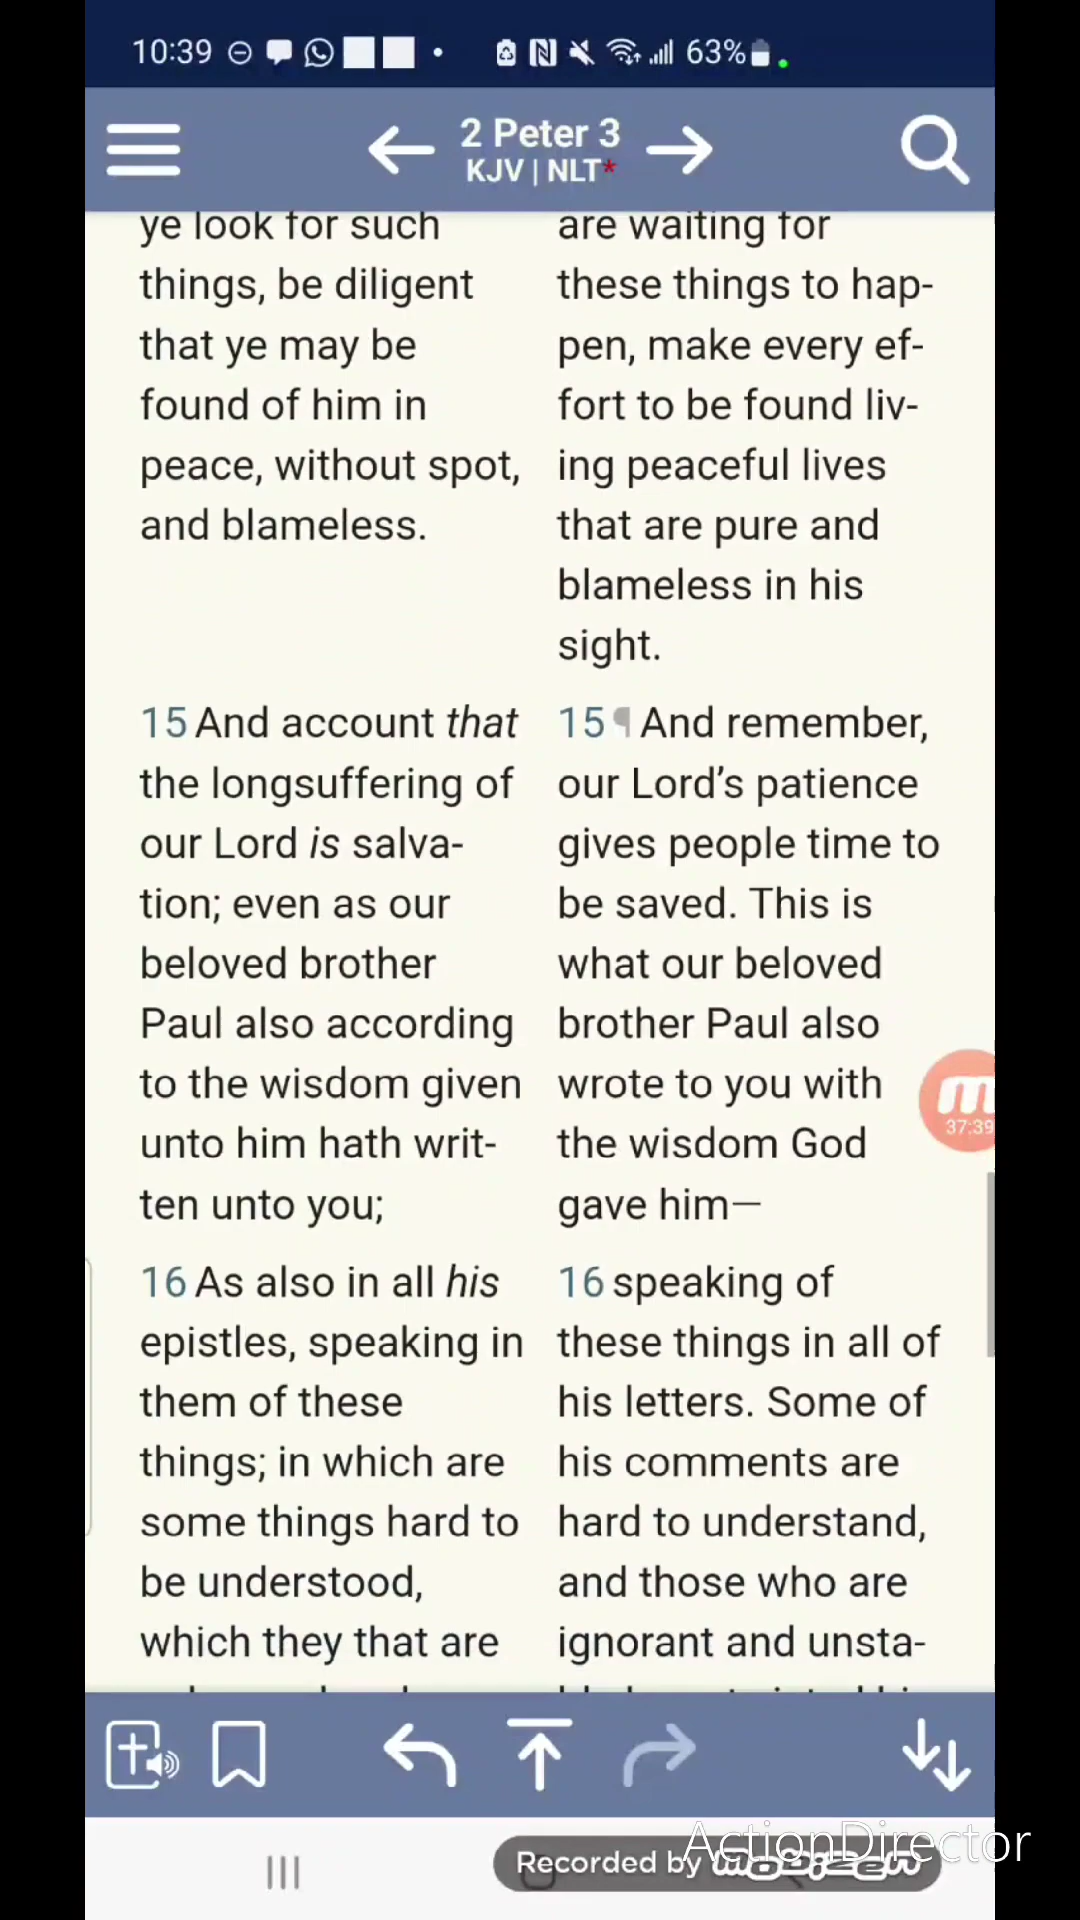 10:39
63%
2 Peter 3
KJV | NLT*
ye look for such
things, be diligent
that ye may be
found of him in
peace, without spot,
and blameless.
15 And account that
the longsuffering of
our Lord is salva-
tion; even as our
beloved brother
Paul also according
to the wisdom given
unto him hath writ-
ten unto you;
16 As also in all his
epistles, speaking in
them of these
things; in which are
some things hard to
be understood,
which they that are
are waiting for
these things to hap-
pen, make every ef-
fort to be found liv-
ing peaceful lives
that are pure and
blameless in his
sight.
15 ¶ And remember,
our Lord’s patience
gives people time to
be saved. This is
what our beloved
brother Paul also
wrote to you with
the wisdom God
gave him—
16 speaking of
these things in all of
his letters. Some of
his comments are
hard to understand,
and those who are
ignorant and unsta-
37:39
ActionDirector
Recorded by mobizen